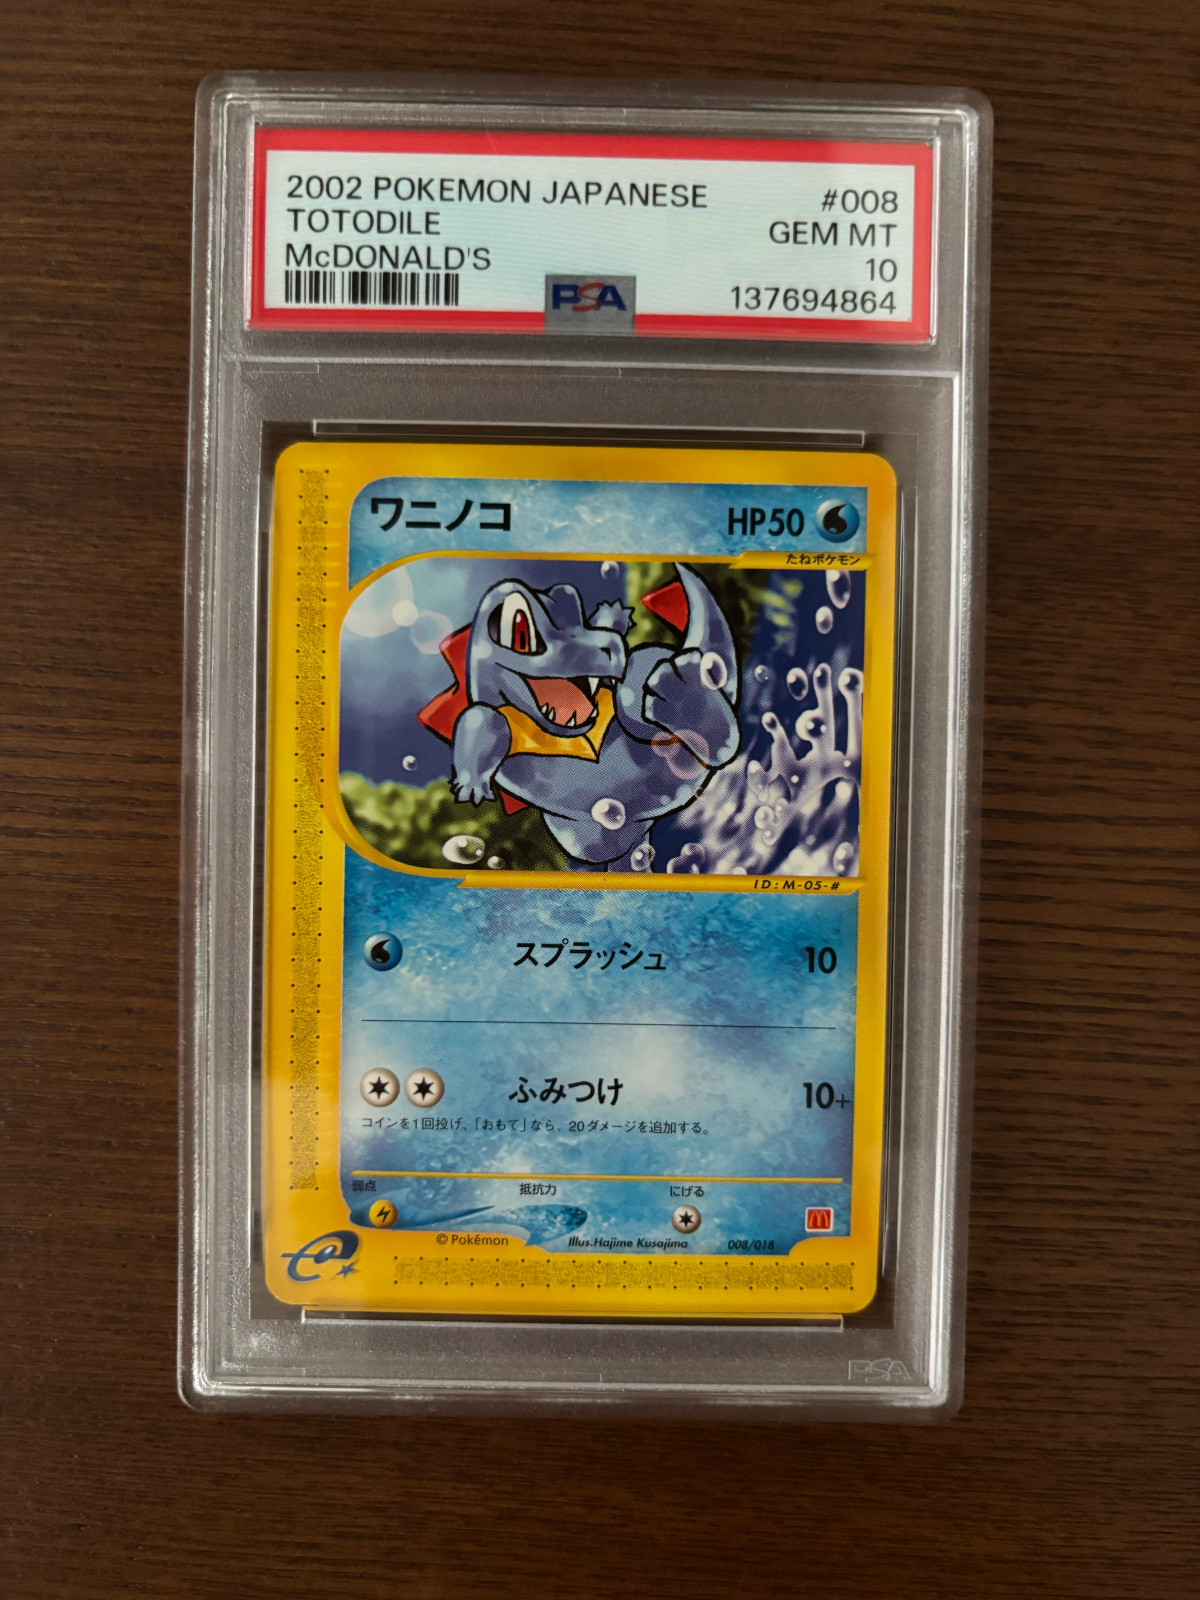 2002 POKEMON JAPANESE #008
TOTODILE GEM MT
McDONALD'S 10
PSA 137694864
ワニノコ HP50
たねポケモン
ID:M-05-#
スプラッシュ 10
ふみつけ 10+
コインを1回投げ、「おもて」なら、20ダメージを追加する。
弱点 抵抗力 にげる
©Pokémon Illus.Hajime Kusajima 008/018
e
PSA